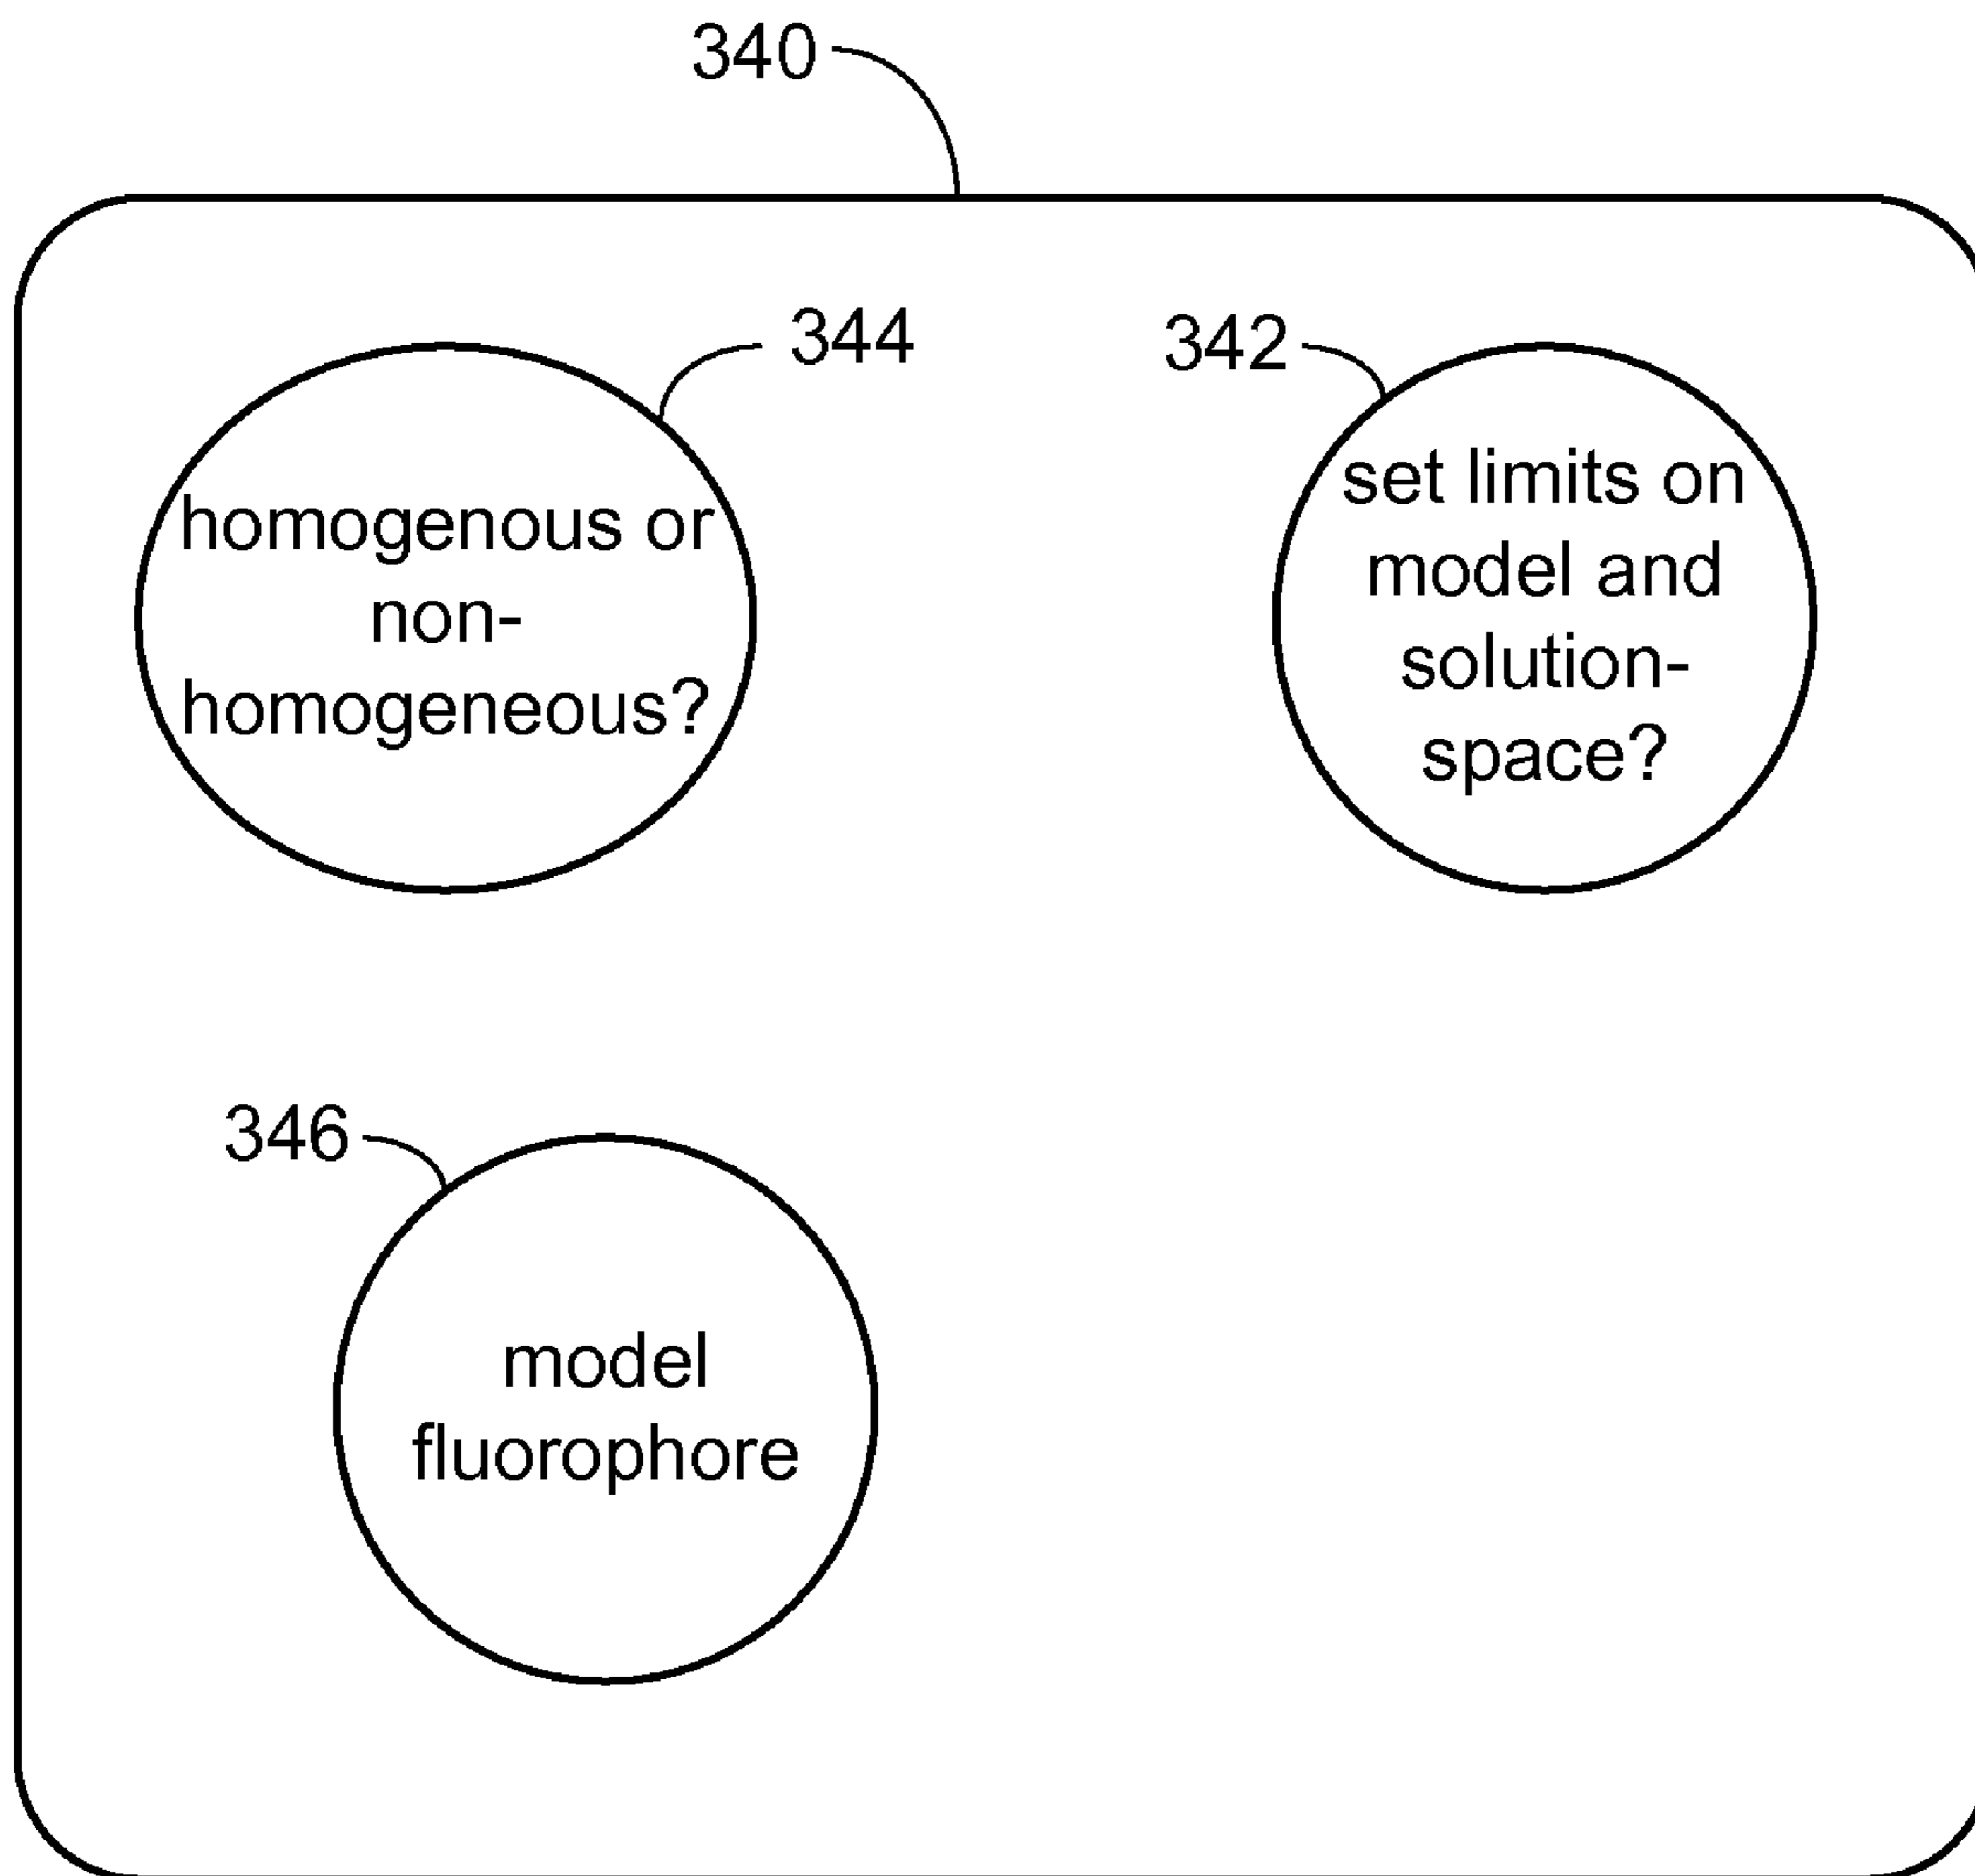 340
344
homogenous or
non-
homogeneous?
342
set limits on
model and
solution-
space?
346
model
fluorophore